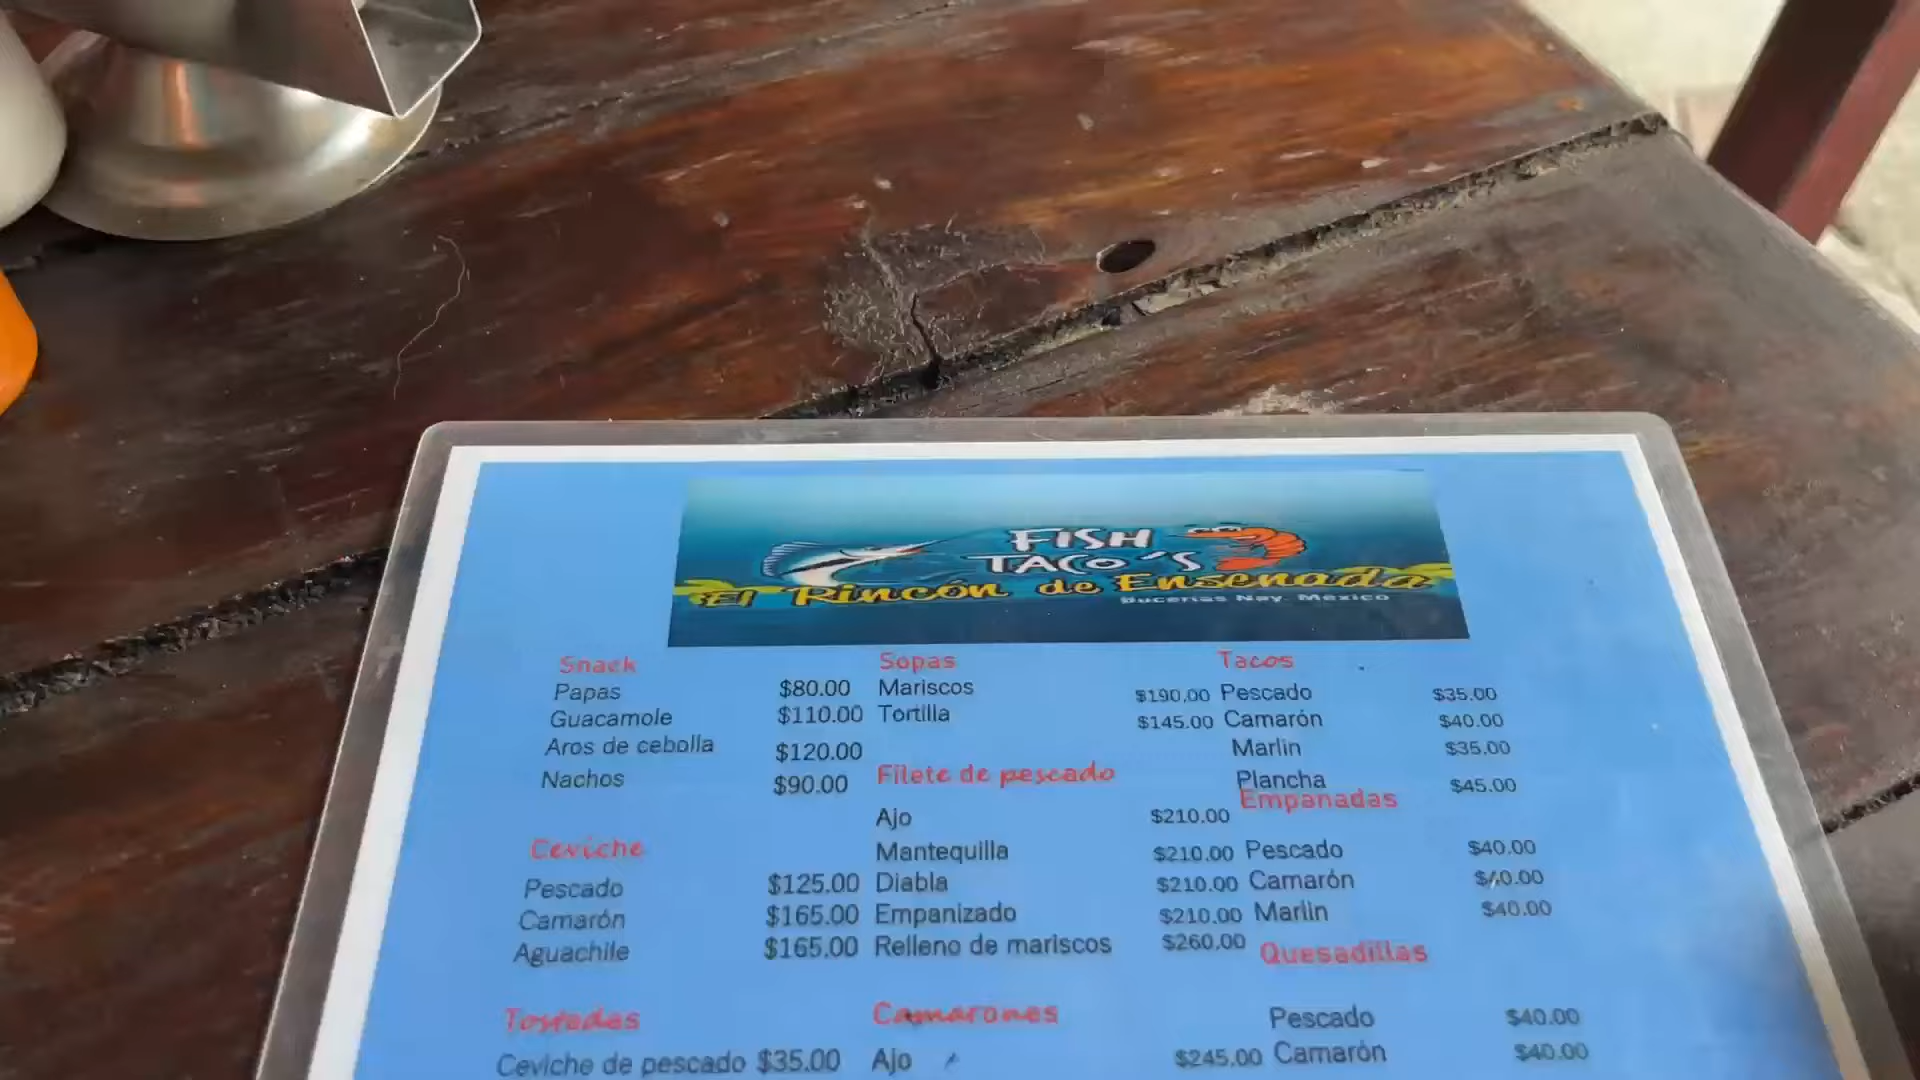 FISH
TACO'S
El Rincón de Ensenada
Bucerias Nay. México
Snack
Papas $80.00
Guacamole $110.00
Aros de cebolla $120.00
Nachos $90.00
Ceviche
Pescado $125.00
Camarón $165.00
Aguachile $165.00
Tostadas
Ceviche de pescado $35.00
Sopas
Mariscos $190.00
Tortilla $145.00
Filete de pescado
Ajo $210.00
Mantequilla $210.00
Diabla $210.00
Empanizado $210.00
Relleno de mariscos $260.00
Camarones
Ajo $245.00
Tacos
Pescado $35.00
Camarón $40.00
Marlin $35.00
Plancha $45.00
Empanadas
Pescado $40.00
Camarón $40.00
Marlin $40.00
Quesadillas
Pescado $40.00
Camarón $40.00